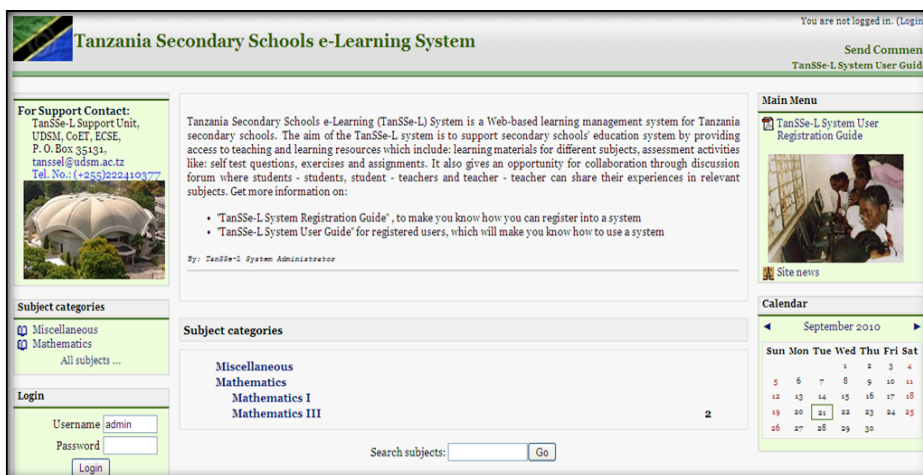 You are not logged in. (Login
Tanzania Secondary Schools e-Learning System
Send Commen
TanSSe-L System User Guid
For Support Contact:
TanSSe-L Support Unit,
UDSM, CoET, ECSE,
P. O. Box 35131,
tanssel@udsm.ac.tz
Tel. No.: (+255)222410377
Subject categories
Miscellaneous
Mathematics
All subjects ...
Login
Username admin
Password
Login
Tanzania Secondary Schools e-Learning (TanSSe-L) System is a Web-based learning management system for Tanzania
secondary schools. The aim of the TanSSe-L system is to support secondary schools' education system by providing
access to teaching and learning resources which include: learning materials for different subjects, assessment activities
like: self test questions, exercises and assignments. It also gives an opportunity for collaboration through discussion
forum where students - students, student - teachers and teacher - teacher can share their experiences in relevant
subjects. Get more information on:
• "TanSSe-L System Registration Guide" , to make you know how you can register into a system
• "TanSSe-L System User Guide" for registered users, which will make you know how to use a system
By: TanSSe-L System Administrator
Subject categories
Miscellaneous
Mathematics
Mathematics I
Mathematics III 2
Search subjects: Go
Main Menu
TanSSe-L System User
Registration Guide
Site news
Calendar
◄ September 2010 ►
Sun Mon Tue Wed Thu Fri Sat
1 2 3 4
5 6 7 8 9 10 11
12 13 14 15 16 17 18
19 20 21 22 23 24 25
26 27 28 29 30